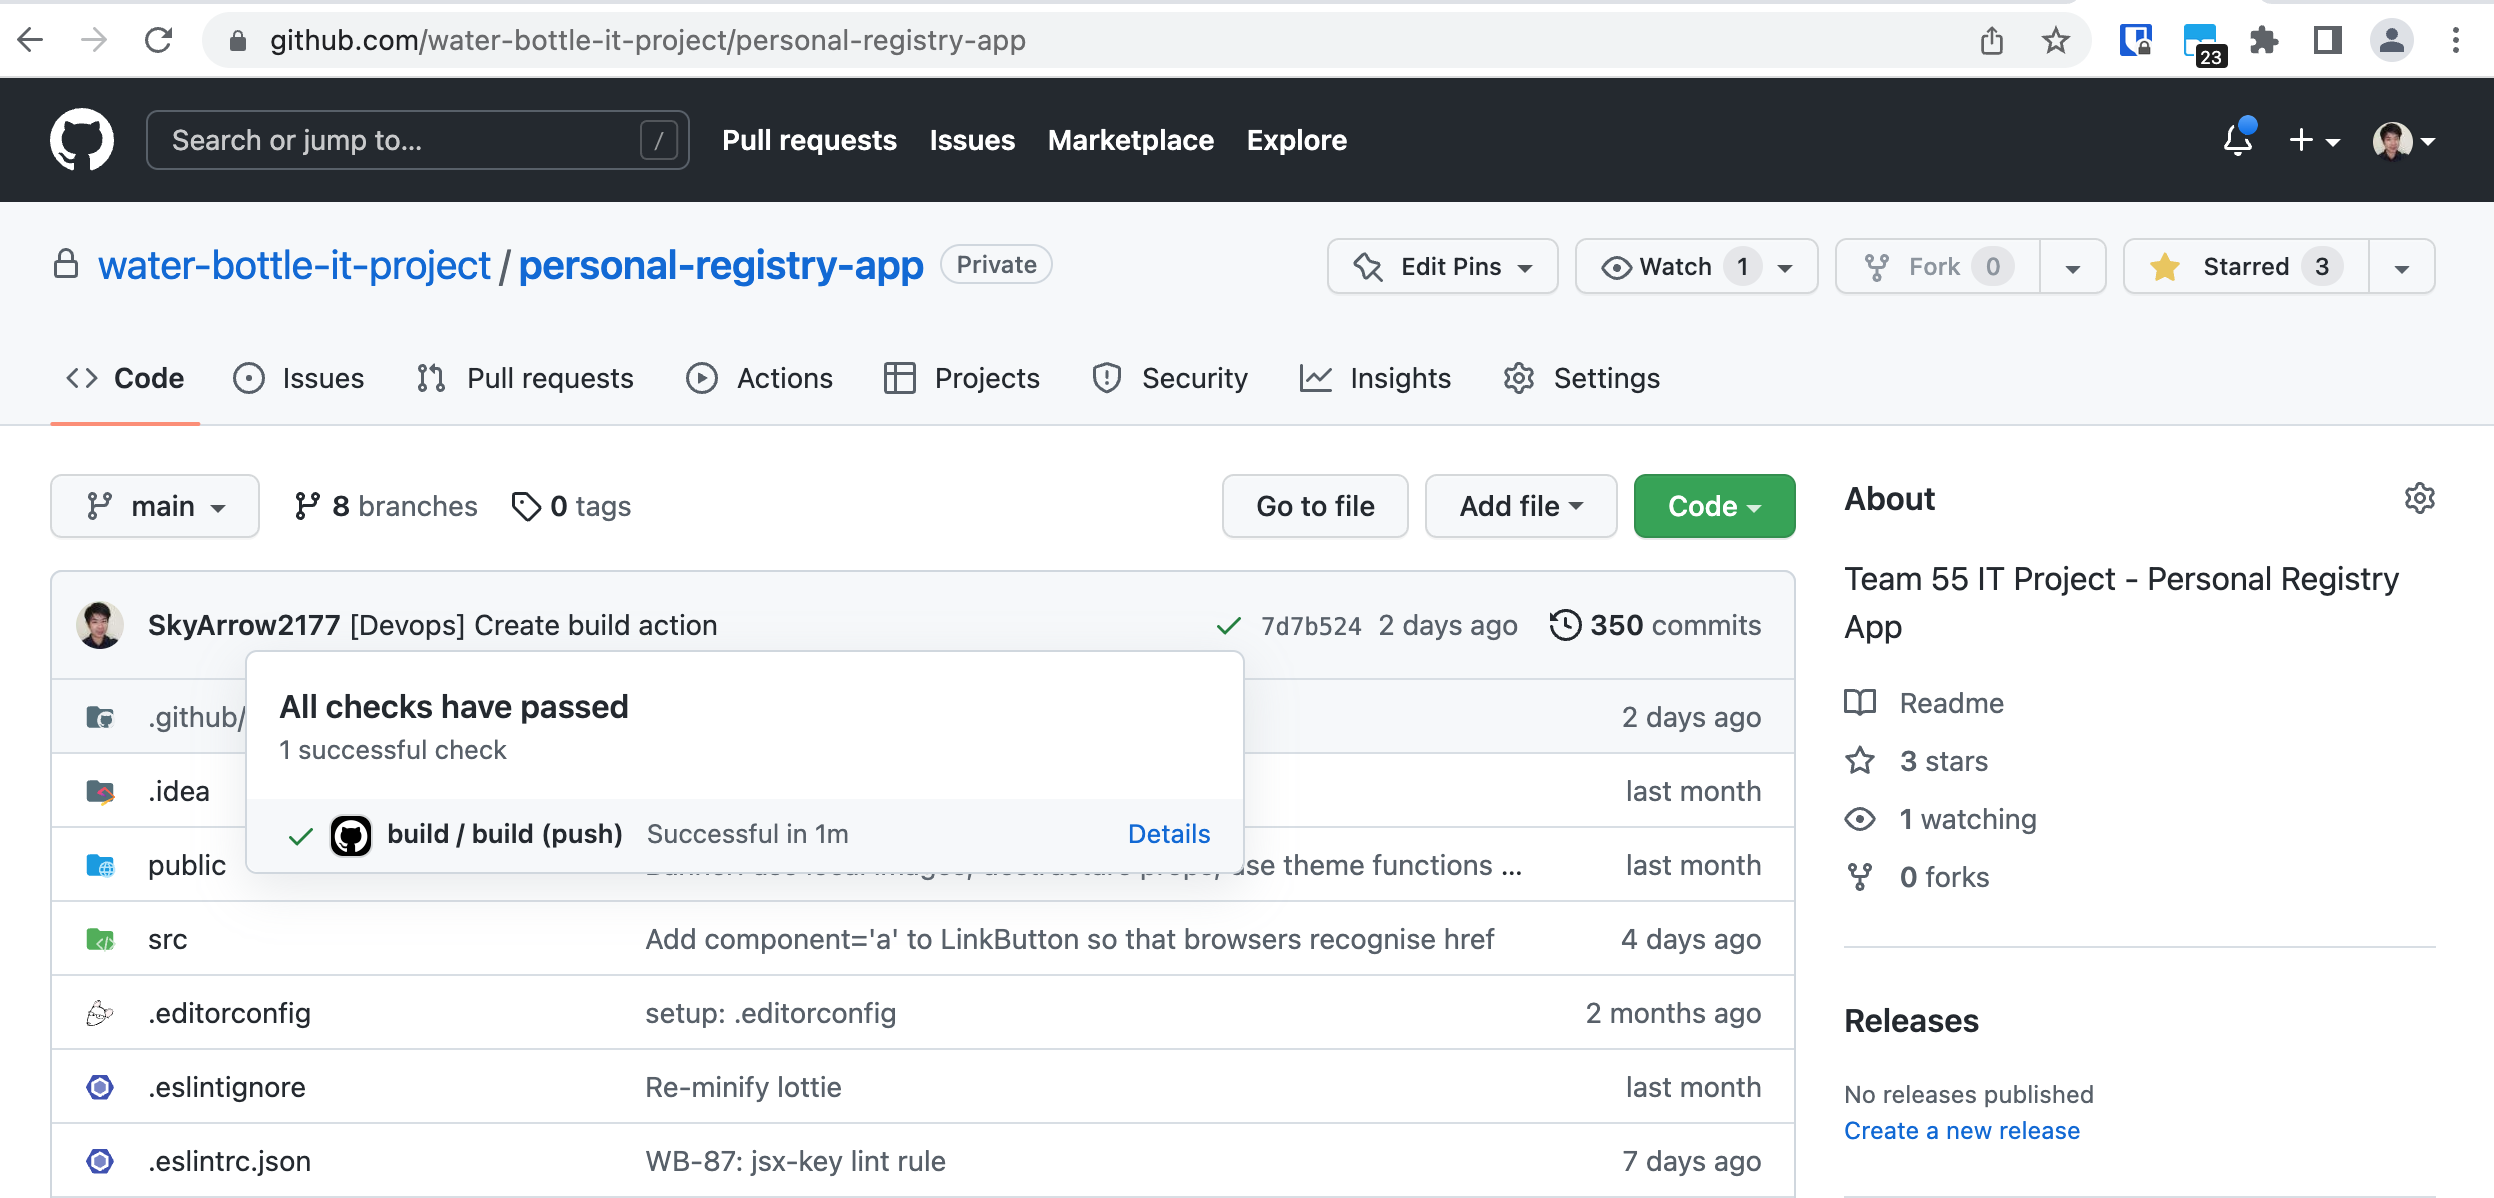 github.com/water-bottle-it-project/personal-registry-app
23
Search or jump to...
/
Pull requests Issues Marketplace Explore
water-bottle-it-project / personal-registry-app Private
Edit Pins Watch 1 Fork 0 Starred 3
Code Issues Pull requests Actions Projects Security Insights Settings
main 8 branches 0 tags
Go to file Add file Code
SkyArrow2177 [Devops] Create build action 7d7b524 2 days ago 350 commits
All checks have passed
1 successful check
build / build (push) Successful in 1m Details
.github/ 2 days ago
.idea last month
public use theme functions ... last month
src Add component='a' to LinkButton so that browsers recognise href 4 days ago
.editorconfig setup: .editorconfig 2 months ago
.eslintignore Re-minify lottie last month
.eslintrc.json WB-87: jsx-key lint rule 7 days ago
About
Team 55 IT Project - Personal Registry
App
Readme
3 stars
1 watching
0 forks
Releases
No releases published
Create a new release